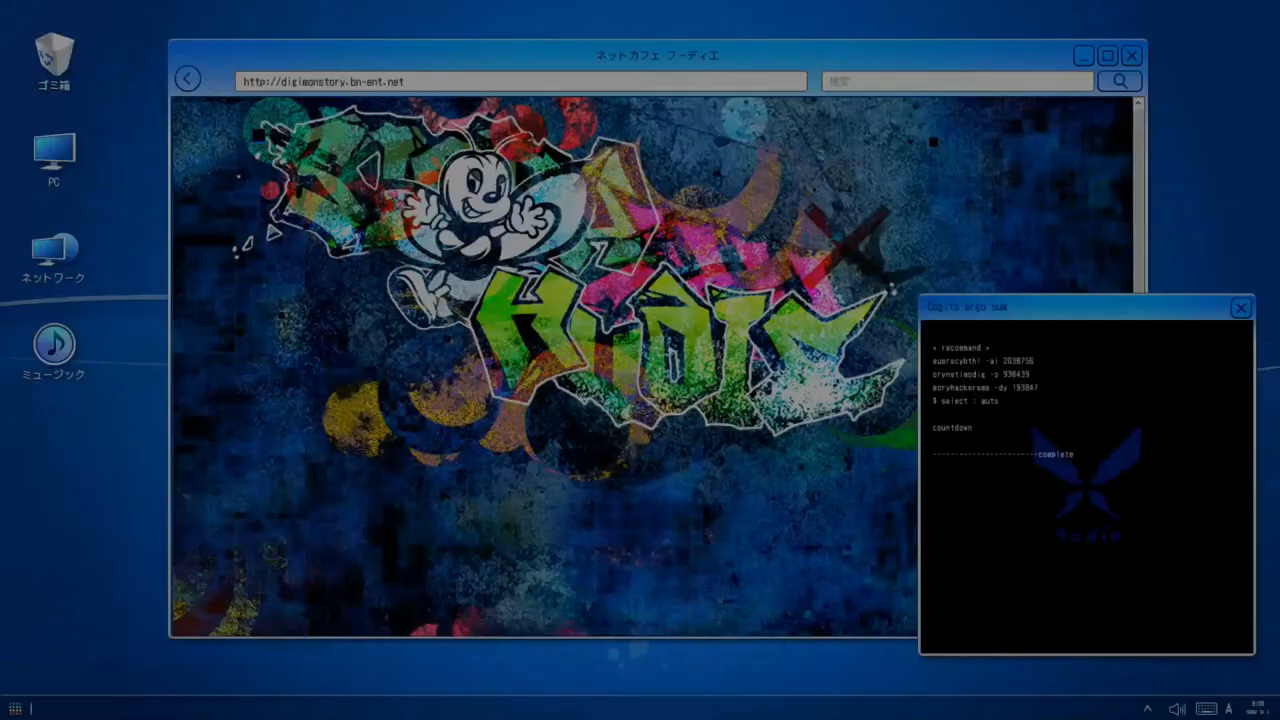 ゴミ箱
PC
ネットワーク
ミュージック
ネットカフェ フーディエ
http://digimonstory.bn-ent.net
検索
HUDIE
Cogito ergo sum
< recommand >
$ select : auto
countdown
-----------------------complete
Hudie
A